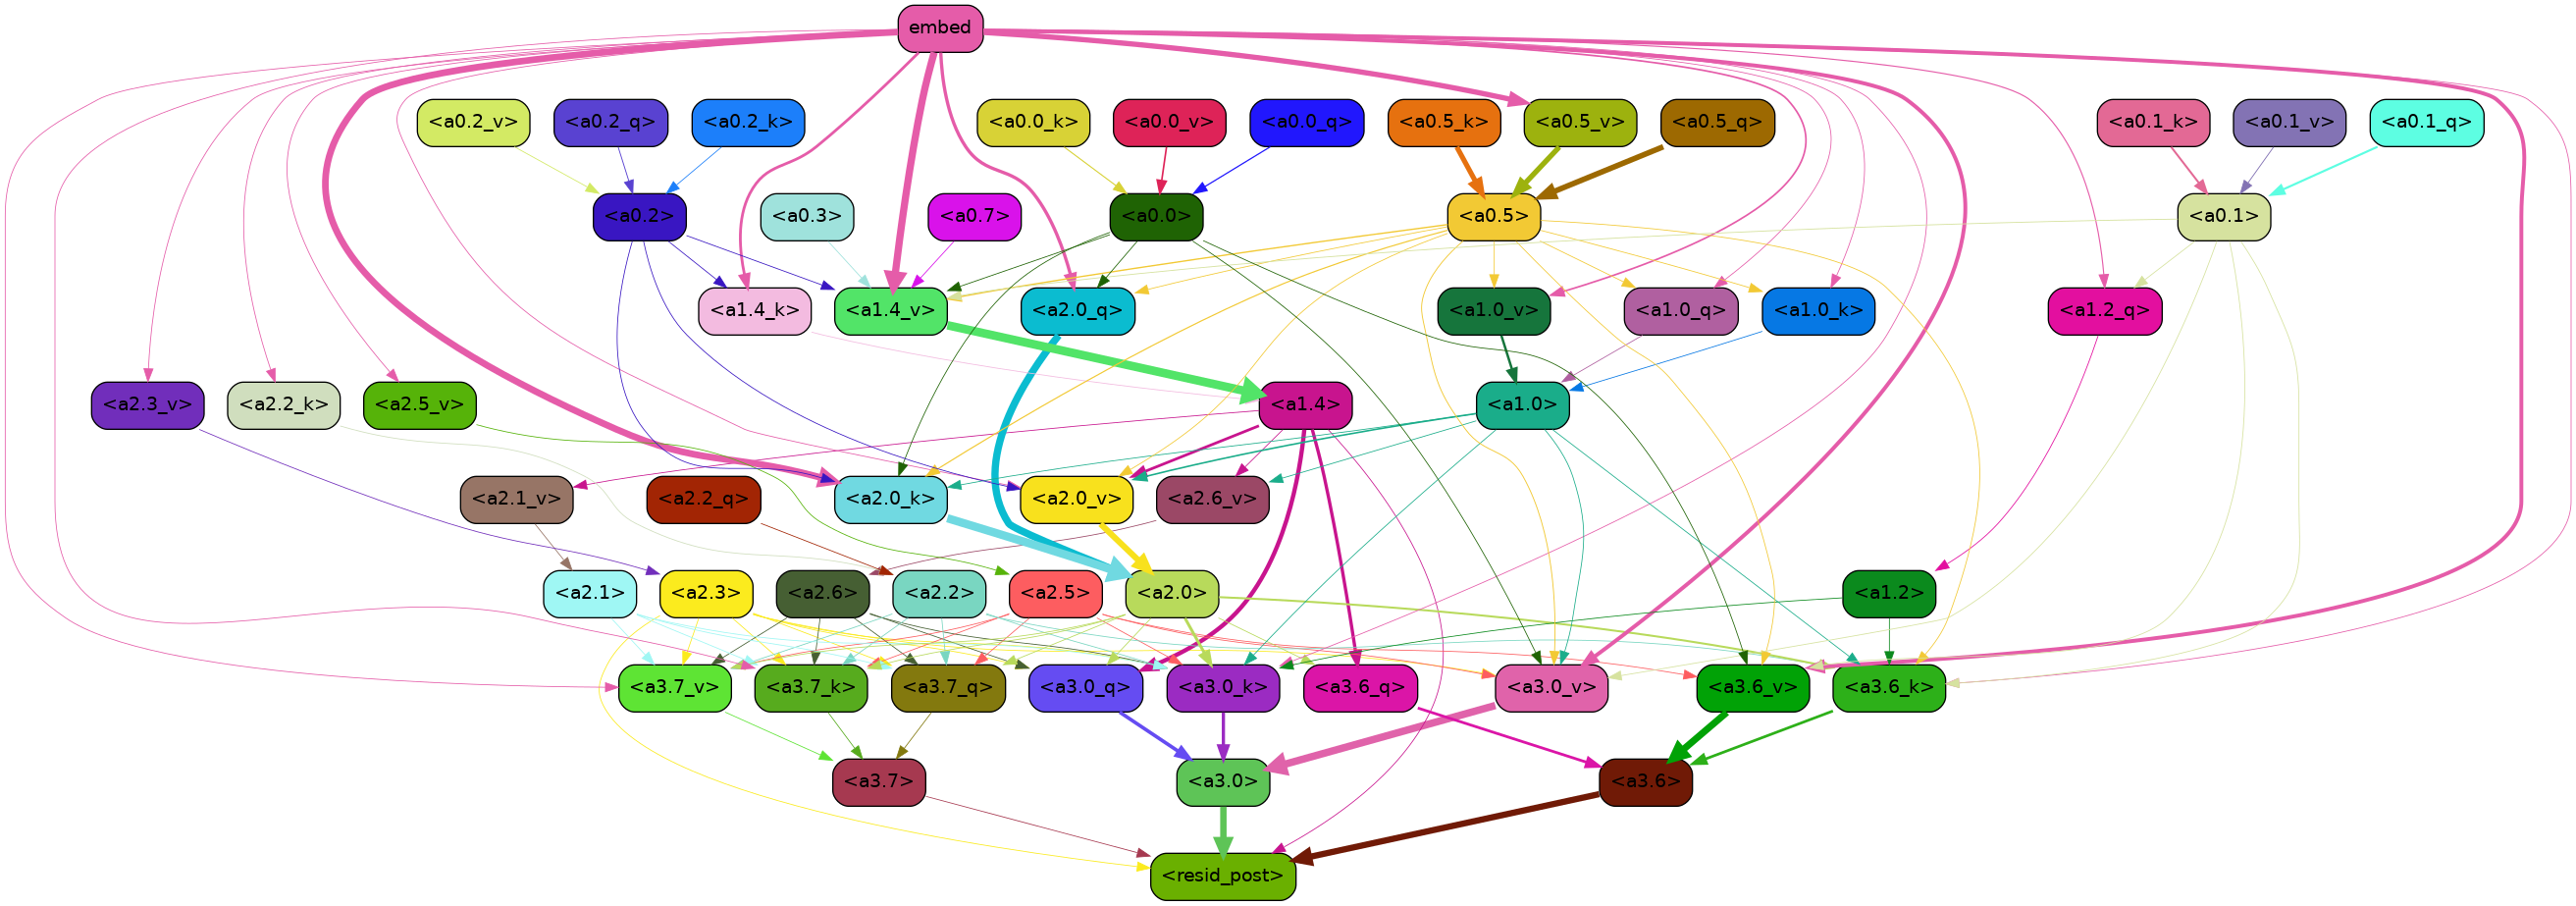 embed
<a0.2_v> <a0.2_q> <a0.2_k> <a0.0_k> <a0.0_v> <a0.0_q> <a0.5_k> <a0.5_v> <a0.5_q> <a0.1_k> <a0.1_v> <a0.1_q>
<a0.2> <a0.3> <a0.7> <a0.0> <a0.5> <a0.1>
<a1.4_k> <a1.4_v> <a2.0_q> <a1.0_v> <a1.0_q> <a1.0_k> <a1.2_q>
<a2.3_v> <a2.2_k> <a2.5_v> <a1.4> <a1.0>
<a2.1_v> <a2.2_q> <a2.0_k> <a2.0_v> <a2.6_v>
<a2.1> <a2.3> <a2.6> <a2.2> <a2.5> <a2.0> <a1.2>
<a3.7_v> <a3.7_k> <a3.7_q> <a3.0_q> <a3.0_k> <a3.6_q> <a3.0_v> <a3.6_v> <a3.6_k>
<a3.7> <a3.0> <a3.6>
<resid_post>